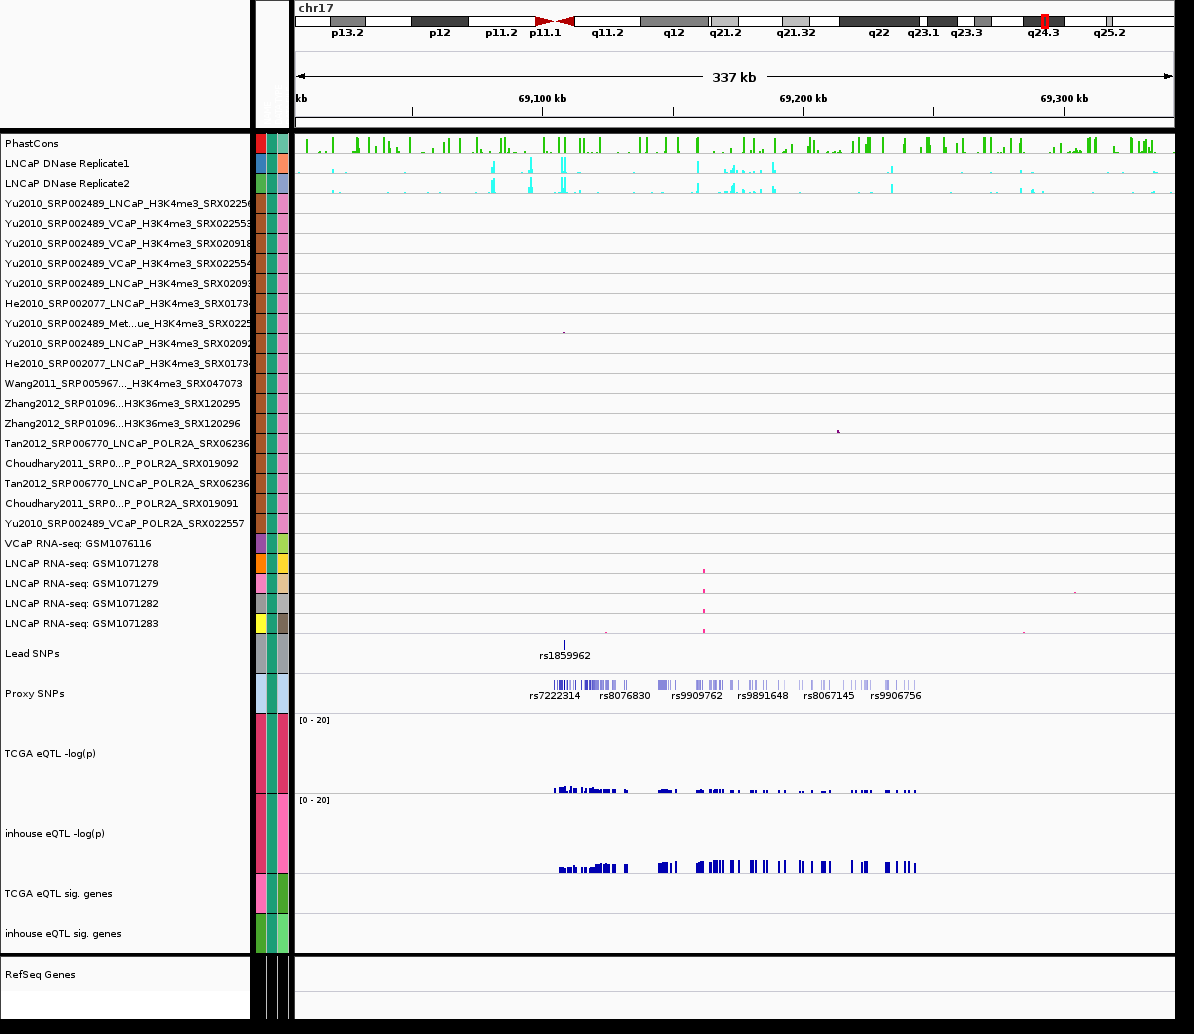 chr17
p13.2 p12 p11.2 p11.1 q11.2 q12 q21.2 q21.32 q22 q23.1 q23.3 q24.3 q25.2
337 kb
kb 69,100 kb 69,200 kb 69,300 kb
PhastCons
LNCaP DNase Replicate1
LNCaP DNase Replicate2
Yu2010_SRP002489_LNCaP_H3K4me3_SRX02256
Yu2010_SRP002489_VCaP_H3K4me3_SRX022553
Yu2010_SRP002489_VCaP_H3K4me3_SRX020918
Yu2010_SRP002489_VCaP_H3K4me3_SRX022554
Yu2010_SRP002489_LNCaP_H3K4me3_SRX0209
He2010_SRP002077_LNCaP_H3K4me3_SRX0173
Yu2010_SRP002489_Met...ue_H3K4me3_SRX0225
Yu2010_SRP002489_LNCaP_H3K4me3_SRX02092
He2010_SRP002077_LNCaP_H3K4me3_SRX0173
Wang2011_SRP005967..._H3K4me3_SRX047073
Zhang2012_SRP01096...H3K36me3_SRX120295
Zhang2012_SRP01096...H3K36me3_SRX120296
Tan2012_SRP006770_LNCaP_POLR2A_SRX06236
Choudhary2011_SRP0...P_POLR2A_SRX019092
Tan2012_SRP006770_LNCaP_POLR2A_SRX06236
Choudhary2011_SRP0...P_POLR2A_SRX019091
Yu2010_SRP002489_VCaP_POLR2A_SRX022557
VCaP RNA-seq: GSM1076116
LNCaP RNA-seq: GSM1071278
LNCaP RNA-seq: GSM1071279
LNCaP RNA-seq: GSM1071282
LNCaP RNA-seq: GSM1071283
Lead SNPs rs1859962
Proxy SNPs rs7222314 rs8076830 rs9909762 rs9891648 rs8067145 rs9906756
[0 - 20]
TCGA eQTL -log(p)
[0 - 20]
inhouse eQTL -log(p)
TCGA eQTL sig. genes
inhouse eQTL sig. genes
RefSeq Genes